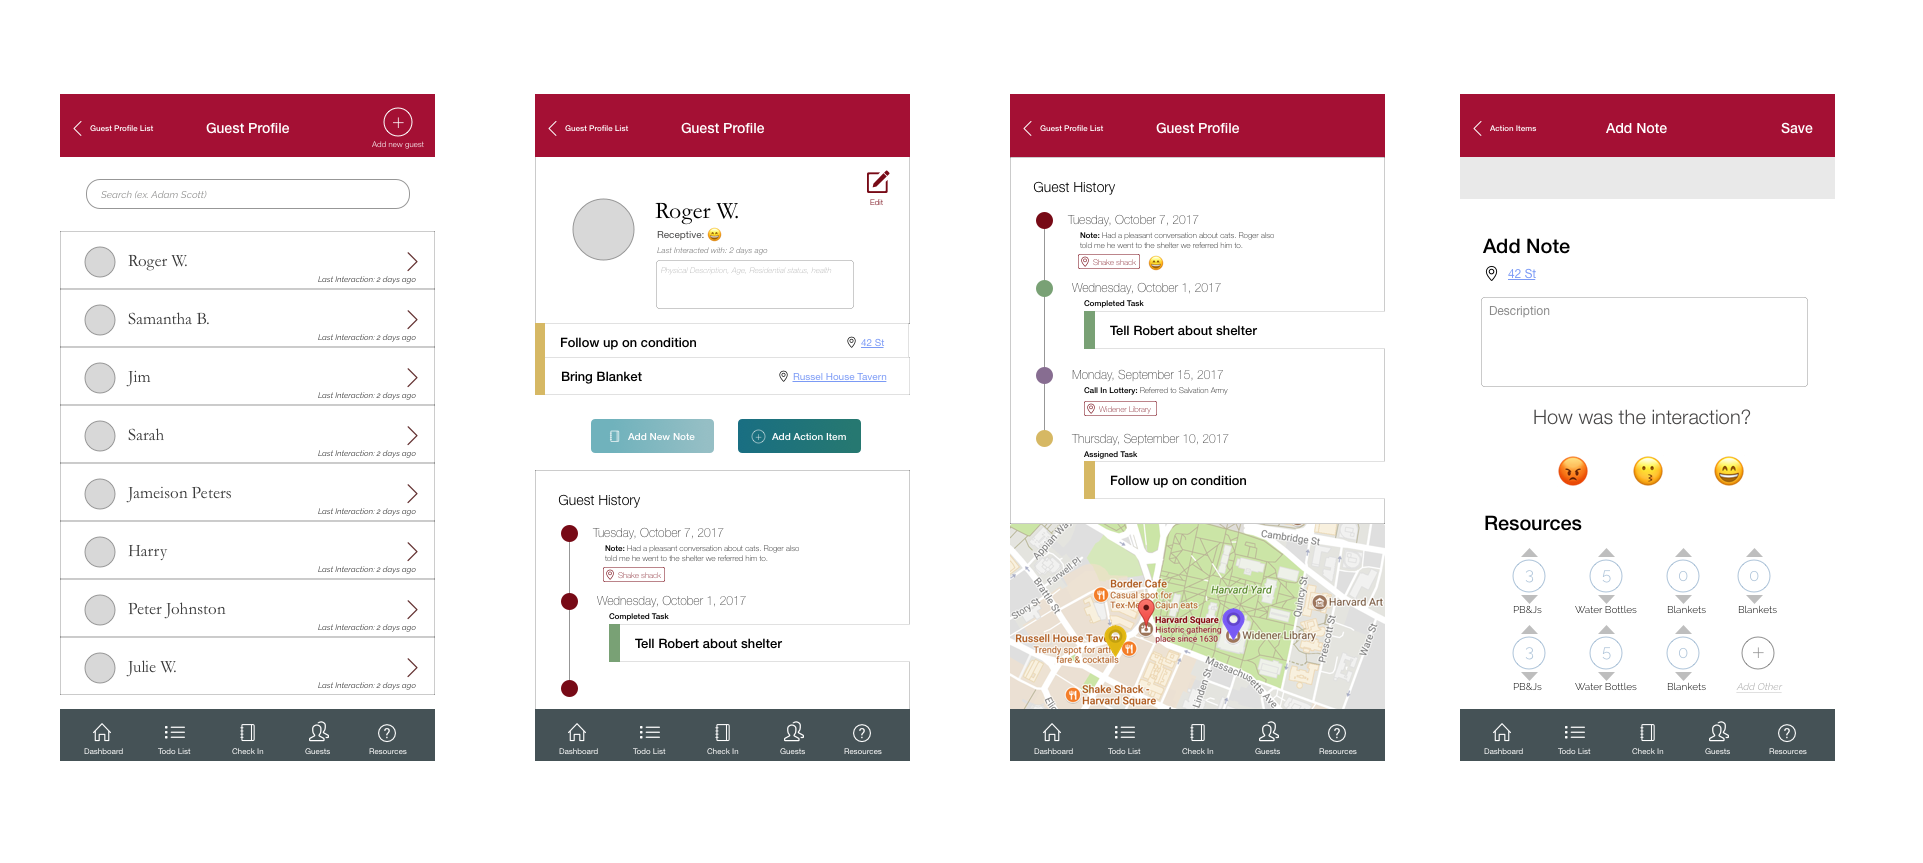 Guest Profile List
Guest Profile
Add new guest
Search (ex. Adam Scott)
Roger W.
Last Interaction: 2 days ago
Samantha B.
Last Interaction: 2 days ago
Jim
Last Interaction: 2 days ago
Sarah
Last Interaction: 2 days ago
Jameison Peters
Last Interaction: 2 days ago
Harry
Last Interaction: 2 days ago
Peter Johnston
Last Interaction: 2 days ago
Julie W.
Last Interaction: 2 days ago
Dashboard Todo List Check In Guests Resources
Guest Profile List
Guest Profile
Edit
Roger W.
Receptive:
Last Interacted with: 2 days ago
Physical Description, Age, Residential status, health
Follow up on condition 42 St
Bring Blanket Russel House Tavern
Add New Note Add Action Item
Guest History
Tuesday, October 7, 2017
Note: Had a pleasant conversation about cats. Roger also
told me he went to the shelter we referred him to.
Shake shack
Wednesday, October 1, 2017
Completed Task
Tell Robert about shelter
Dashboard Todo List Check In Guests Resources
Guest Profile List
Guest Profile
Guest History
Tuesday, October 7, 2017
Note: Had a pleasant conversation about cats. Roger also
told me he went to the shelter we referred him to.
Shake shack
Wednesday, October 1, 2017
Completed Task
Tell Robert about shelter
Monday, September 15, 2017
Call In Lottery: Referred to Salvation Army
Widener Library
Thursday, September 10, 2017
Assigned Task
Follow up on condition
Appian Way
Cambridge St
Farwell Pl
Brattle St
Story St
Border Cafe
Casual spot for
Tex-Mex Cajun eats
Harvard Yard
Quincy St
Harvard Art
Harvard Square
Historic gathering
place since 1630
Widener Library
Prescott St
Ware St
Russell House Tavern
Trendy spot for
fare & cocktails
Massachusetts Ave
Linden St
Shake Shack -
Harvard Square
Dashboard Todo List Check In Guests Resources
Action Items
Add Note
Save
Add Note
42 St
Description
How was the interaction?
Resources
3 5 0 0
PB&Js Water Bottles Blankets Blankets
3 5 0
PB&Js Water Bottles Blankets Add Other
Dashboard Todo List Check In Guests Resources